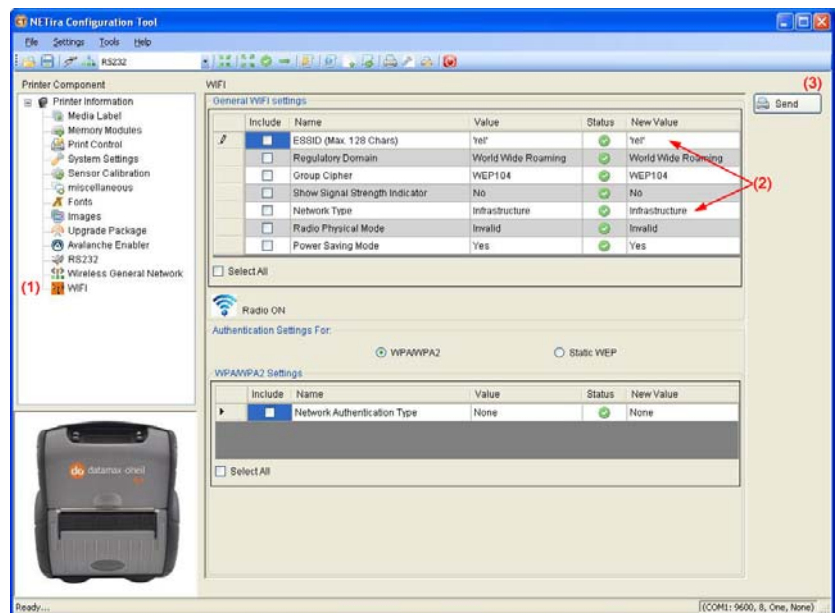 NETira Configuration Tool
File Settings Tools Help
RS232
Printer Component
Printer Information
Media Label
Memory Modules
Print Control
System Settings
Sensor Calibration
miscellaneous
Fonts
Images
Upgrade Package
Avalanche Enabler
RS232
Wireless General Network
(1) WIFI
WIFI
General WIFI settings
Include Name Value Status New Value
ESSID (Max. 128 Chars) 'rel' 'rel'
Regulatory Domain World Wide Roaming World Wide Roaming
Group Cipher WEP104 WEP104
Show Signal Strength Indicator No No
Network Type Infrastructure Infrastructure
Radio Physical Mode Invalid Invalid
Power Saving Mode Yes Yes
(2)
Select All
Radio ON
Authentication Settings For:
WPA/WPA2 Static WEP
WPA/WPA2 Settings
Include Name Value Status New Value
Network Authentication Type None None
Select All
(3)
Send
do datamax·oneil
Ready...
(COM1: 9600, 8, One, None)